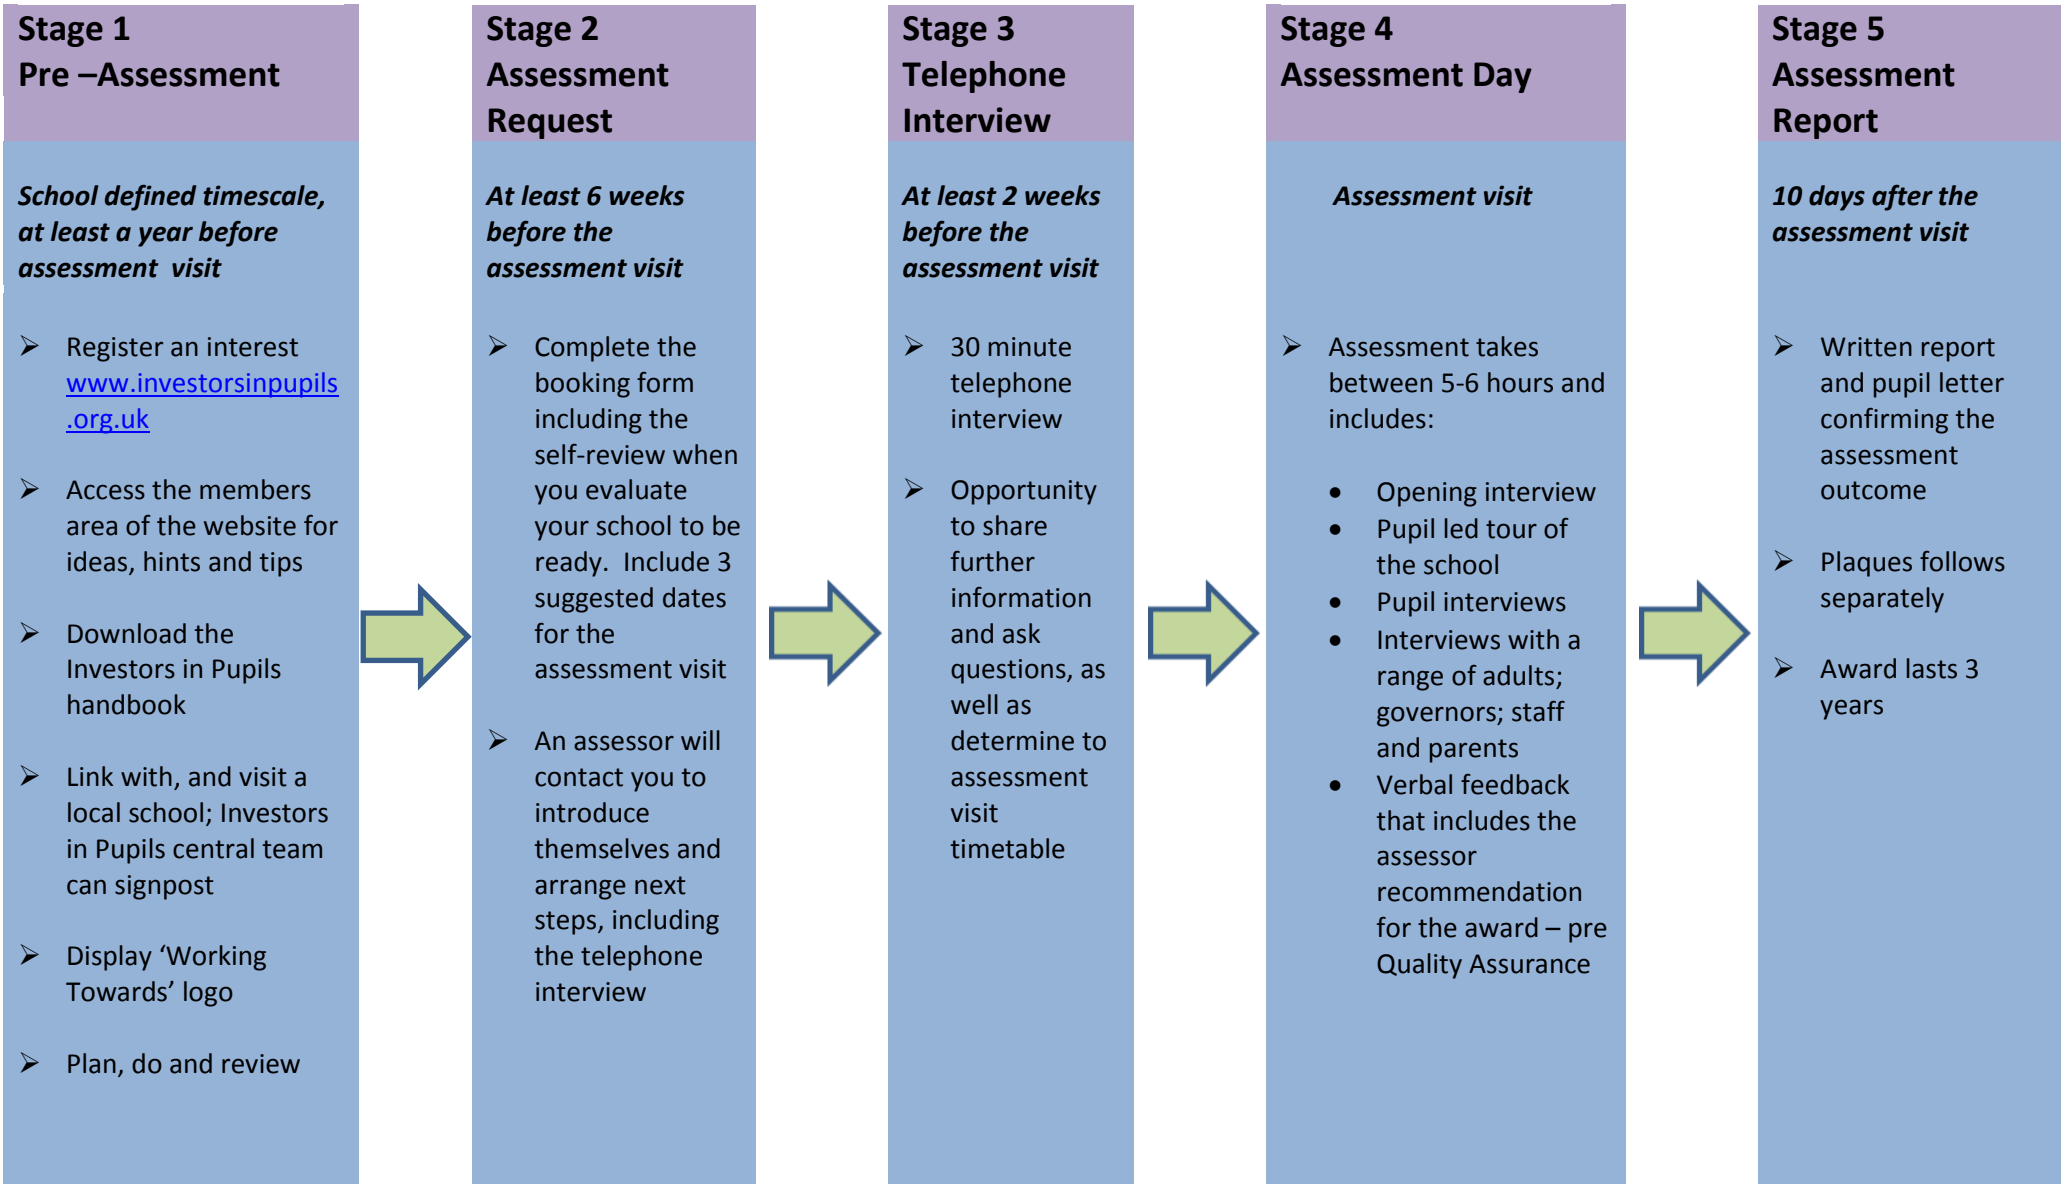 Stage 1
Pre –Assessment
School defined timescale,
at least a year before
assessment  visit
➢ Register an interest
www.investorsinpupils
.org.uk
➢ Access the members
area of the website for
ideas, hints and tips
➢ Download the
Investors in Pupils
handbook
➢ Link with, and visit a
local school; Investors
in Pupils central team
can signpost
➢ Display ‘Working
Towards’ logo
➢ Plan, do and review
Stage 2
Assessment
Request
At least 6 weeks
before the
assessment visit
➢ Complete the
booking form
including the
self-review when
you evaluate
your school to be
ready.  Include 3
suggested dates
for the
assessment visit
➢ An assessor will
contact you to
introduce
themselves and
arrange next
steps, including
the telephone
interview
Stage 3
Telephone
Interview
At least 2 weeks
before the
assessment visit
➢ 30 minute
telephone
interview
➢ Opportunity
to share
further
information
and ask
questions, as
well as
determine to
assessment
visit
timetable
Stage 4
Assessment Day
Assessment visit
➢ Assessment takes
between 5-6 hours and
includes:
• Opening interview
• Pupil led tour of
the school
• Pupil interviews
• Interviews with a
range of adults;
governors; staff
and parents
• Verbal feedback
that includes the
assessor
recommendation
for the award – pre
Quality Assurance
Stage 5
Assessment
Report
10 days after the
assessment visit
➢ Written report
and pupil letter
confirming the
assessment
outcome
➢ Plaques follows
separately
➢ Award lasts 3
years